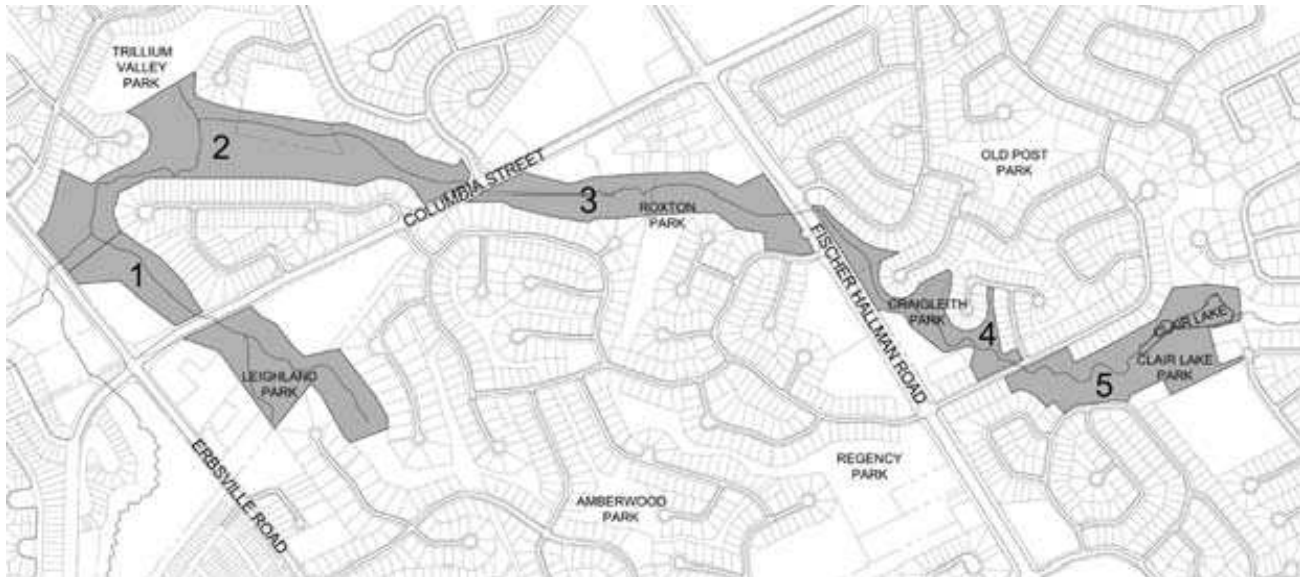 TRILLIUM
VALLEY
PARK
2
COLUMBIA STREET
3
ROXTON
PARK
OLD POST
PARK
1
FISCHER HALLMAN ROAD
CRAIGLEITH
PARK
4
CLAIR LAKE
CLAIR LAKE
PARK
5
LEIGHLAND
PARK
ERBSVILLE ROAD
REGENCY
PARK
AMBERWOOD
PARK